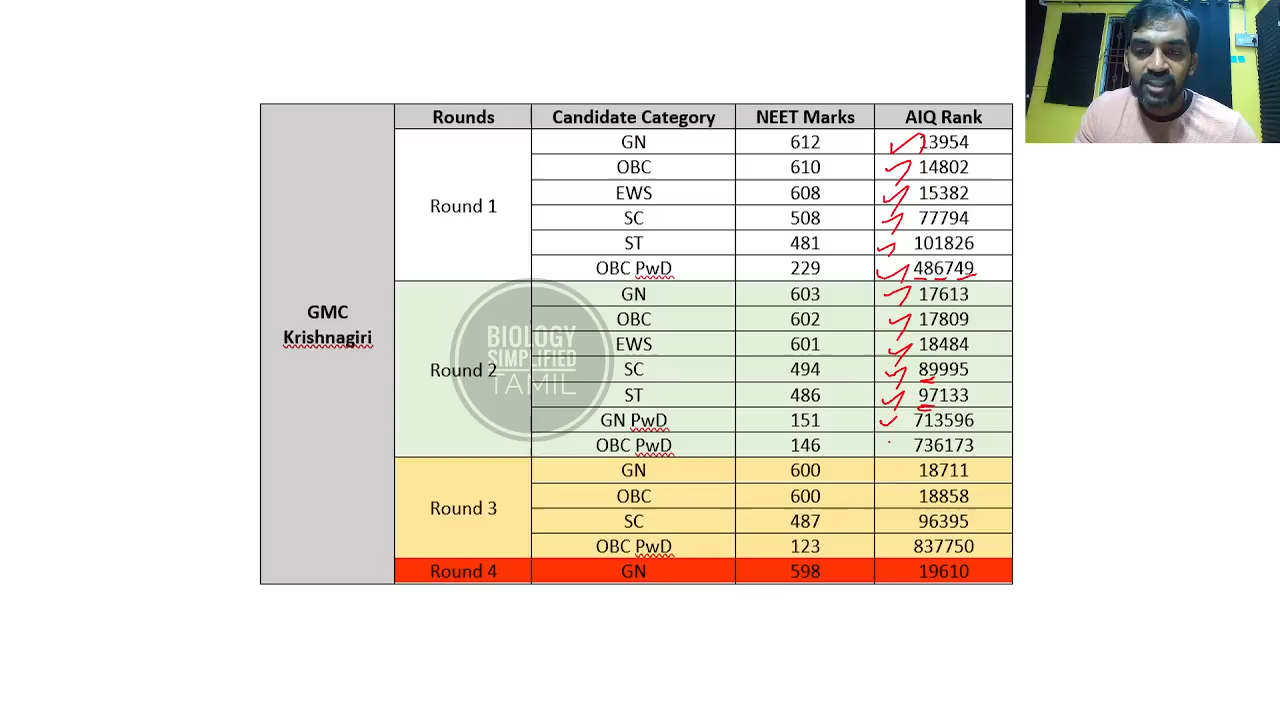 Rounds Candidate Category NEET Marks AIQ Rank
GMC
Krishnagiri
Round 1
GN 612 13954
OBC 610 14802
EWS 608 15382
SC 508 77794
ST 481 101826
OBC PwD 229 486749
Round 2
GN 603 17613
OBC 602 17809
EWS 601 18484
SC 494 89995
ST 486 97133
GN PwD 151 713596
OBC PwD 146 736173
Round 3
GN 600 18711
OBC 600 18858
SC 487 96395
OBC PwD 123 837750
Round 4 GN 598 19610
BIOLOGY
SIMPLIFIED
TAMIL